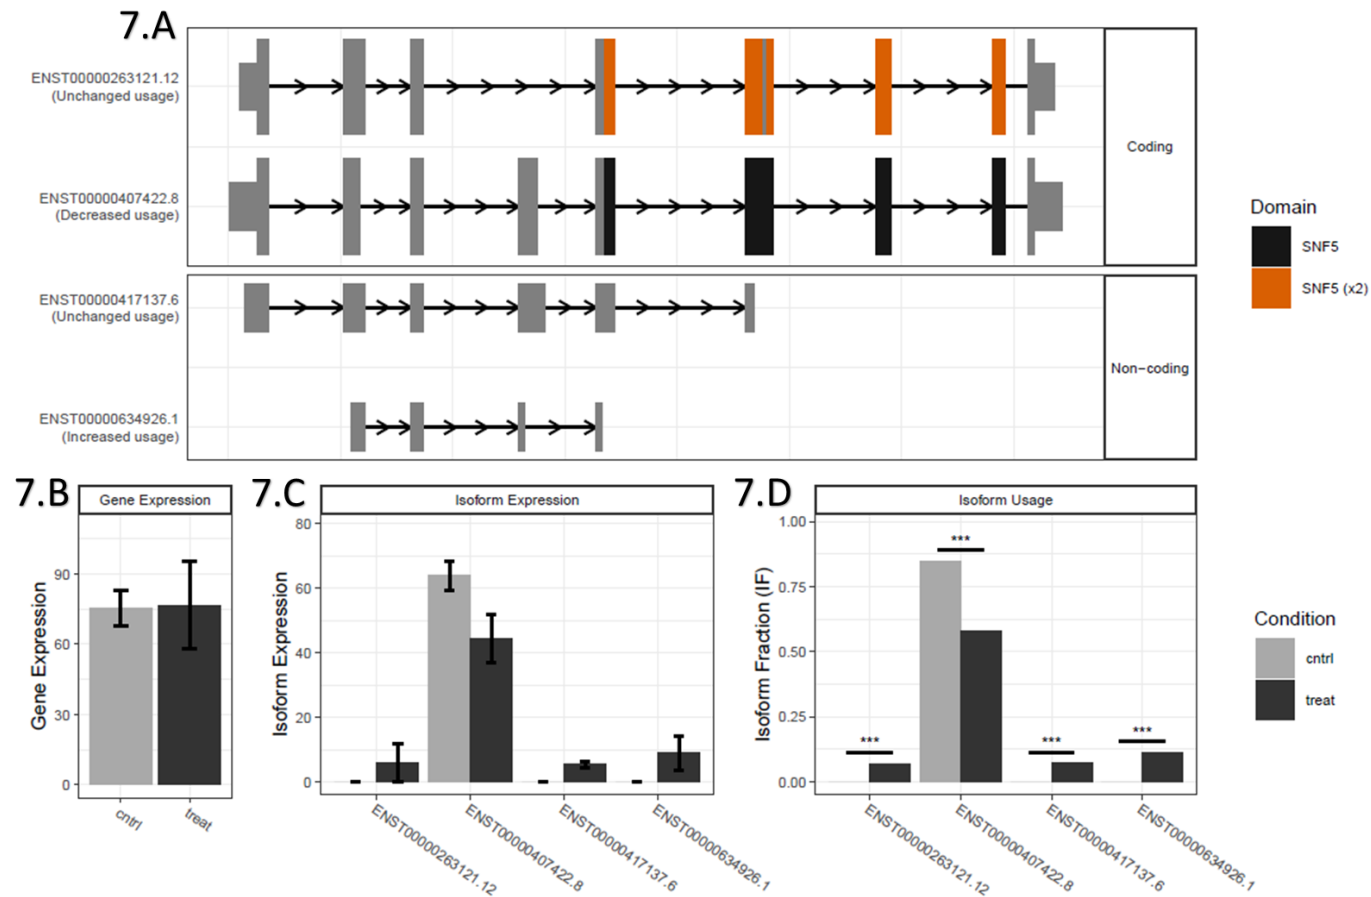 7.A
ENST00000263121.12
(Unchanged usage)
ENST00000407422.8
(Decreased usage)
Coding
ENST00000417137.6
(Unchanged usage)
ENST00000634926.1
(Increased usage)
Non-coding
Domain
SNF5
SNF5 (x2)
7.B
Gene Expression
Gene Expression
90
60
30
0
cntrl
treat
7.C
Isoform Expression
Isoform Expression
80
60
40
20
0
ENST00000263121.12
ENST00000407422.8
ENST00000417137.6
ENST00000634926.1
7.D
Isoform Usage
Isoform Fraction (IF)
1.00
0.75
0.50
0.25
0.00
***
***
***
***
ENST00000263121.12
ENST00000407422.8
ENST00000417137.6
ENST00000634926.1
Condition
cntrl
treat